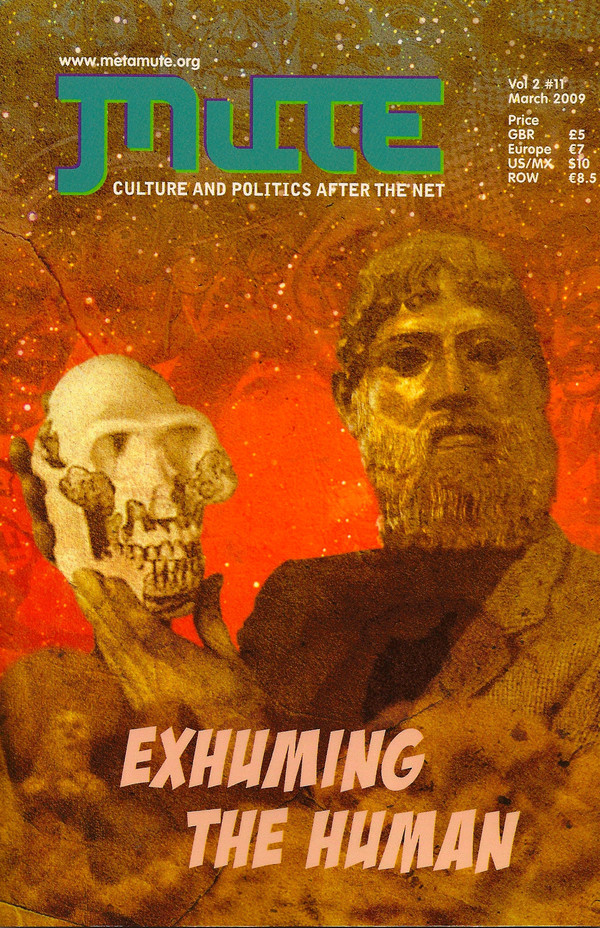 www.metamute.org
MUTE
CULTURE AND POLITICS AFTER THE NET
Vol 2 #11
March 2009
Price
GBR £5
Europe €7
US/MX $10
ROW €8.5
EXHUMING
THE HUMAN